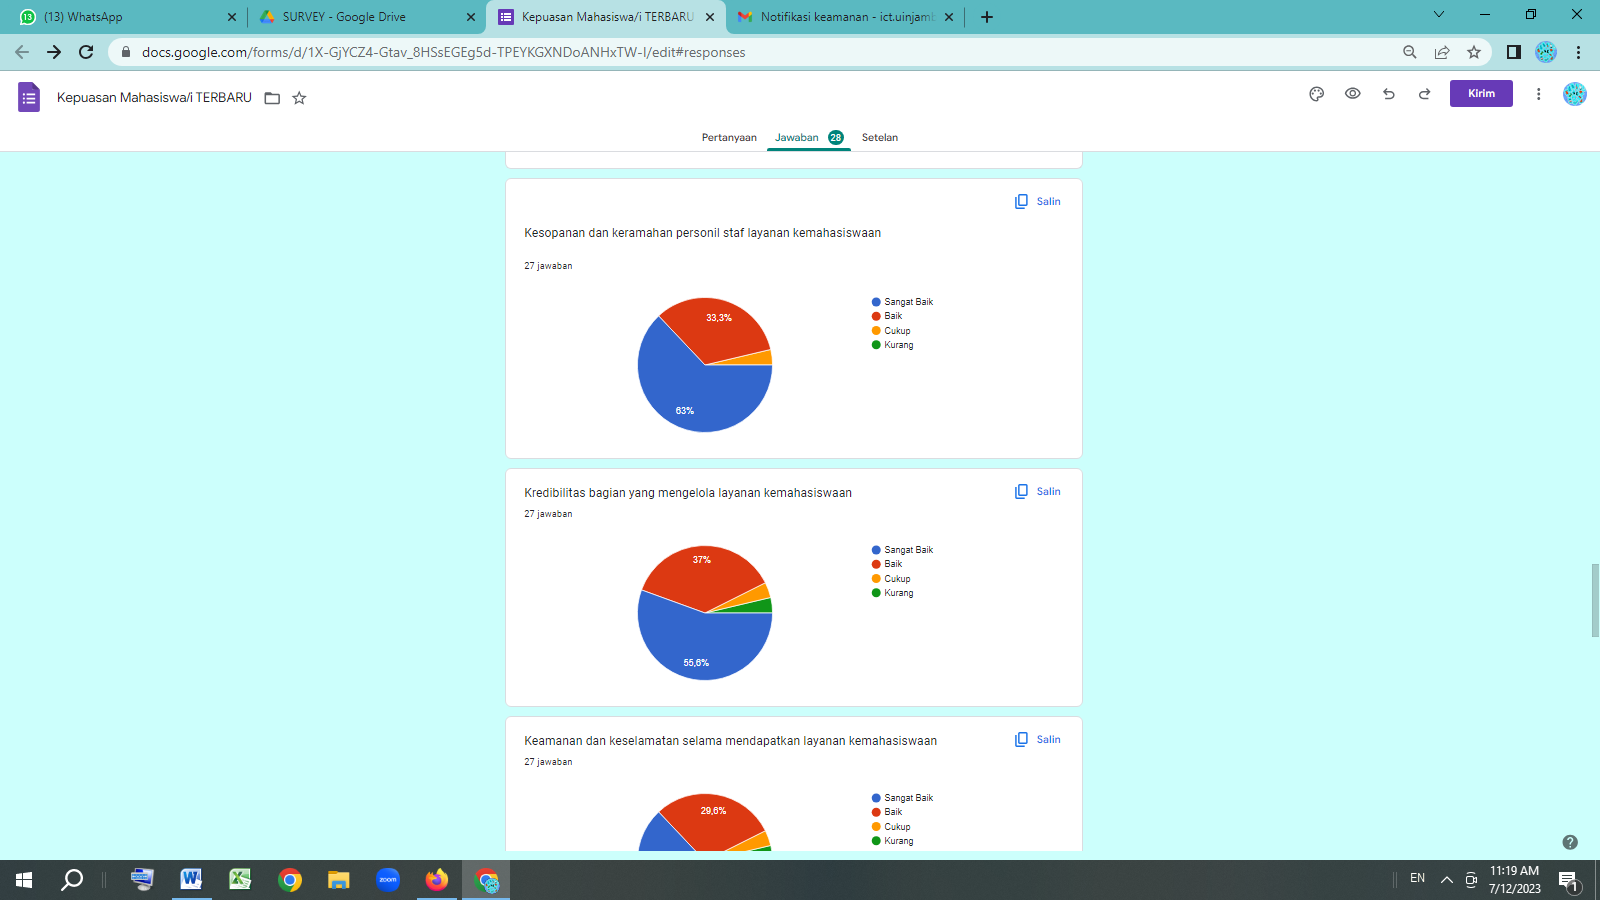 13
(13) WhatsApp
SURVEY - Google Drive
Kepuasan Mahasiswa/i TERBARU
Notifikasi keamanan - ict.uinjamb
docs.google.com/forms/d/1X-GjYCZ4-Gtav_8HSsEGEg5d-TPEYKGXNDoANHxTW-I/edit#responses
Kepuasan Mahasiswa/i TERBARU
Kirim
Pertanyaan
Jawaban 28
Setelan
Salin
Kesopanan dan keramahan personil staf layanan kemahasiswaan
27 jawaban
33,3%
63%
Sangat Baik
Baik
Cukup
Kurang
Kredibilitas bagian yang mengelola layanan kemahasiswaan
Salin
27 jawaban
37%
55,6%
Sangat Baik
Baik
Cukup
Kurang
Keamanan dan keselamatan selama mendapatkan layanan kemahasiswaan
Salin
27 jawaban
29,6%
Sangat Baik
Baik
Cukup
Kurang
zoom
EN
11:19 AM
7/12/2023
1